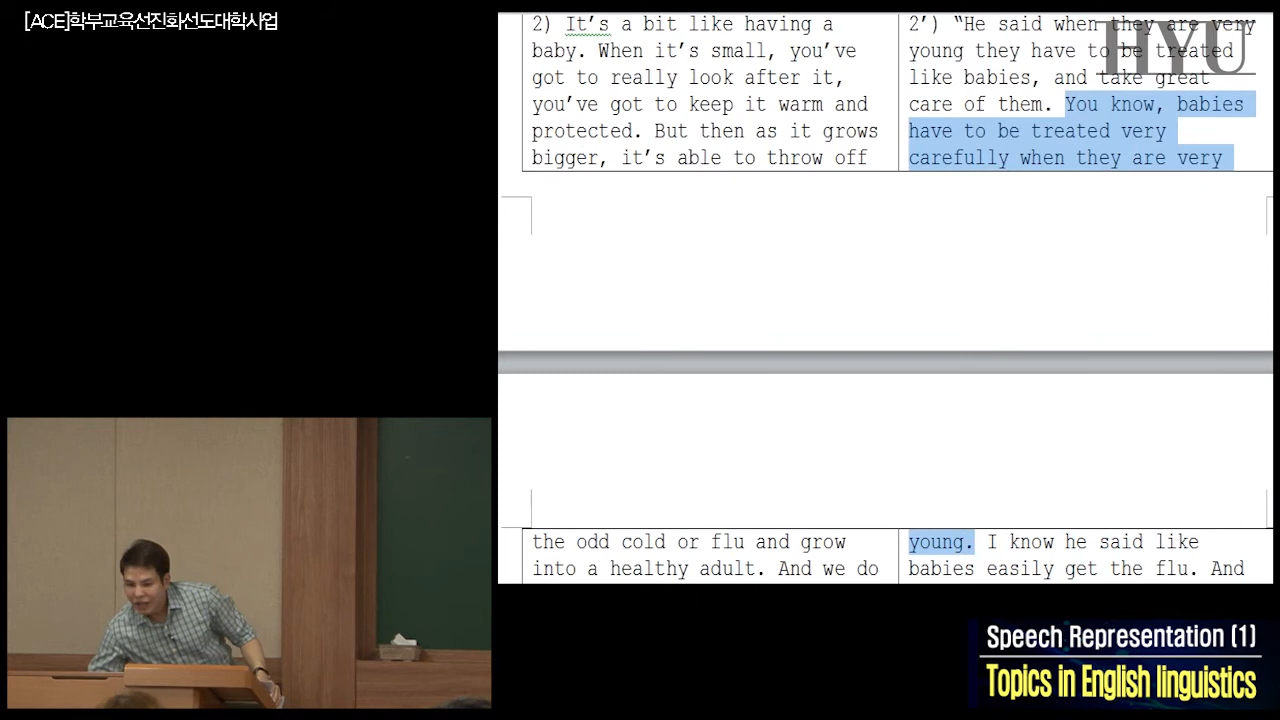 [ACE]학부교육선진화선도대학사업
2) It's a bit like having a
baby. When it's small, you've
got to really look after it,
you've got to keep it warm and
protected. But then as it grows
bigger, it's able to throw off
2') “He said when they are very
young they have to be treated
like babies, and take great
care of them. You know, babies
have to be treated very
carefully when they are very
HYU
the odd cold or flu and grow
into a healthy adult. And we do
young. I know he said like
babies easily get the flu. And
Speech Representation (1)
Topics in English linguistics